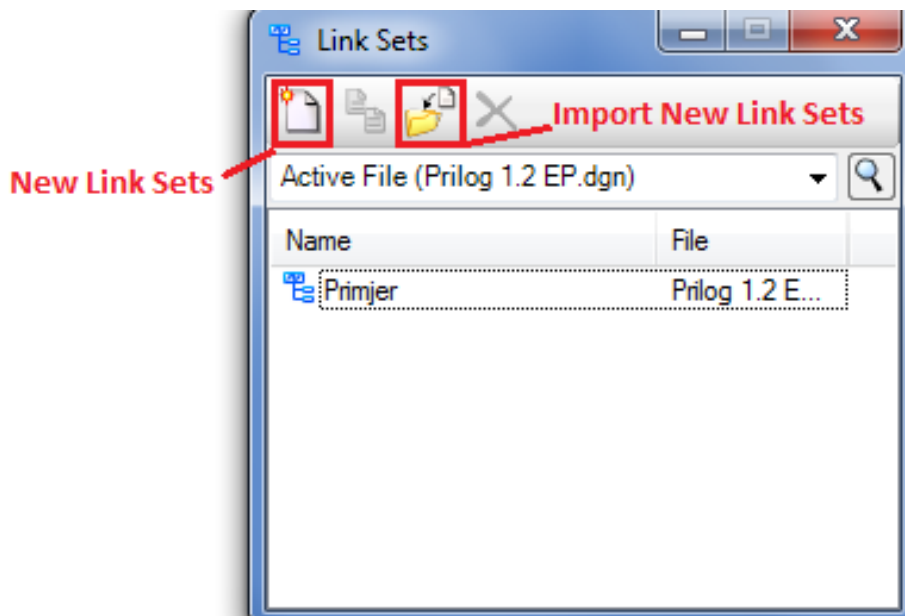 Link Sets
Import New Link Sets
New Link Sets
Active File (Prilog 1.2 EP.dgn)
Name File
Primjer Prilog 1.2 E...